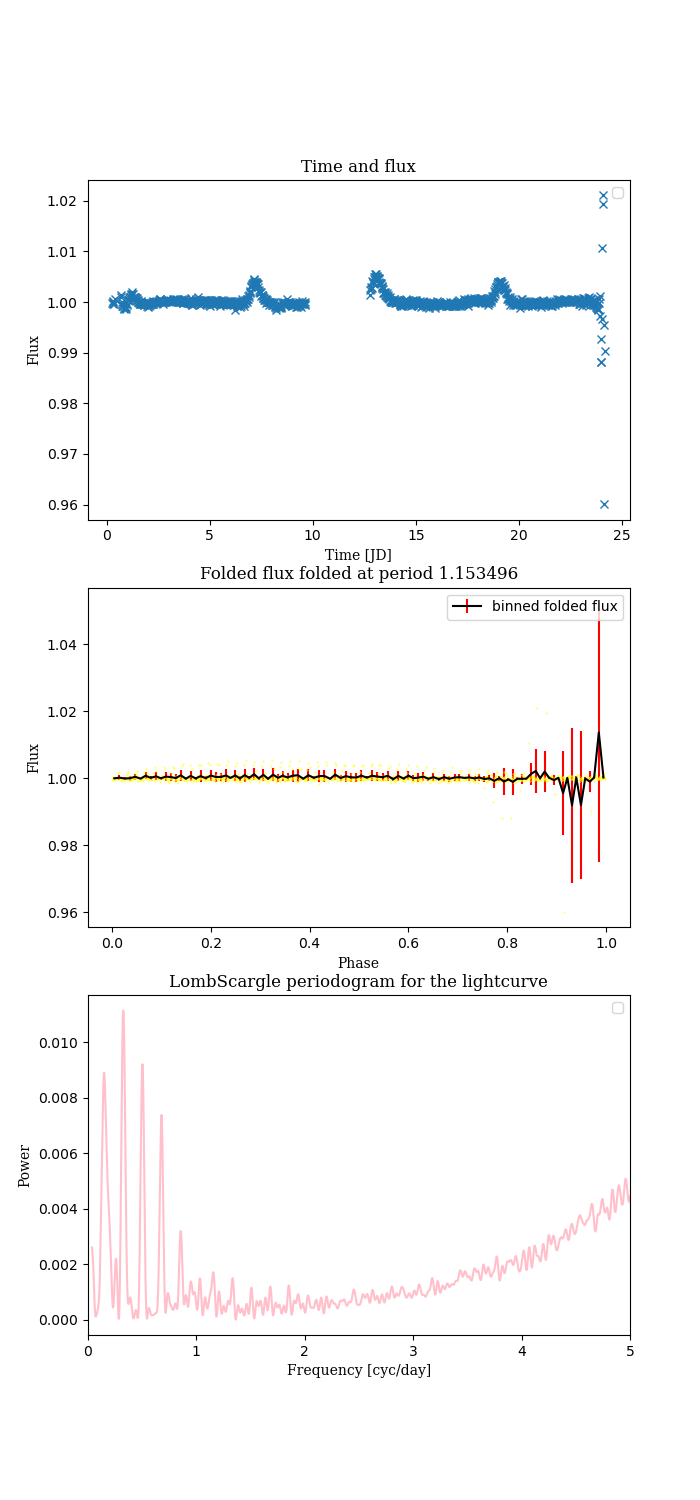 Time and flux
1.02
1.01
1.00
0.99
0.98
0.97
0.96
Flux
0 5 10 15 20 25
Time [JD]
Folded flux folded at period 1.153496
binned folded flux
1.04
1.02
1.00
0.98
0.96
Flux
0.0 0.2 0.4 0.6 0.8 1.0
Phase
LombScargle periodogram for the lightcurve
0.010
0.008
0.006
0.004
0.002
0.000
Power
0 1 2 3 4 5
Frequency [cyc/day]